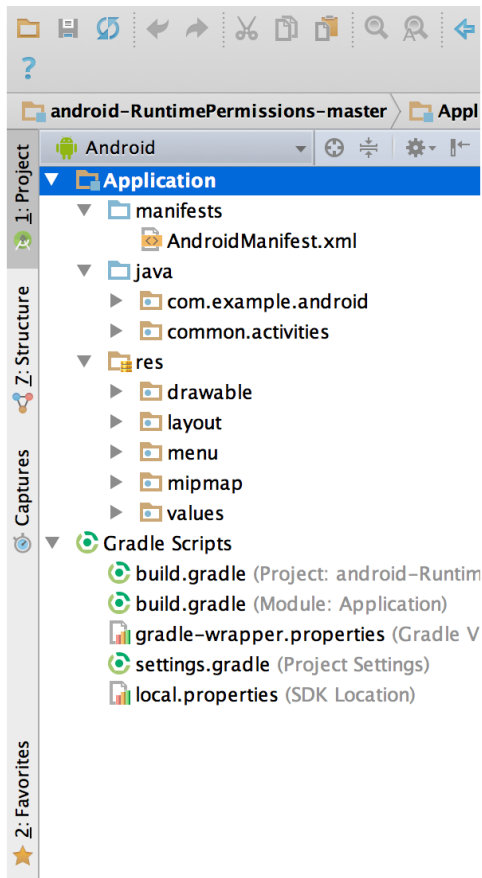 ?
android-RuntimePermissions-master
Appl
Android
1: Project
Application
manifests
AndroidManifest.xml
java
com.example.android
common.activities
7: Structure
res
drawable
layout
menu
mipmap
values
Captures
Gradle Scripts
build.gradle (Project: android-Runtim
build.gradle (Module: Application)
gradle-wrapper.properties (Gradle V
settings.gradle (Project Settings)
local.properties (SDK Location)
2: Favorites